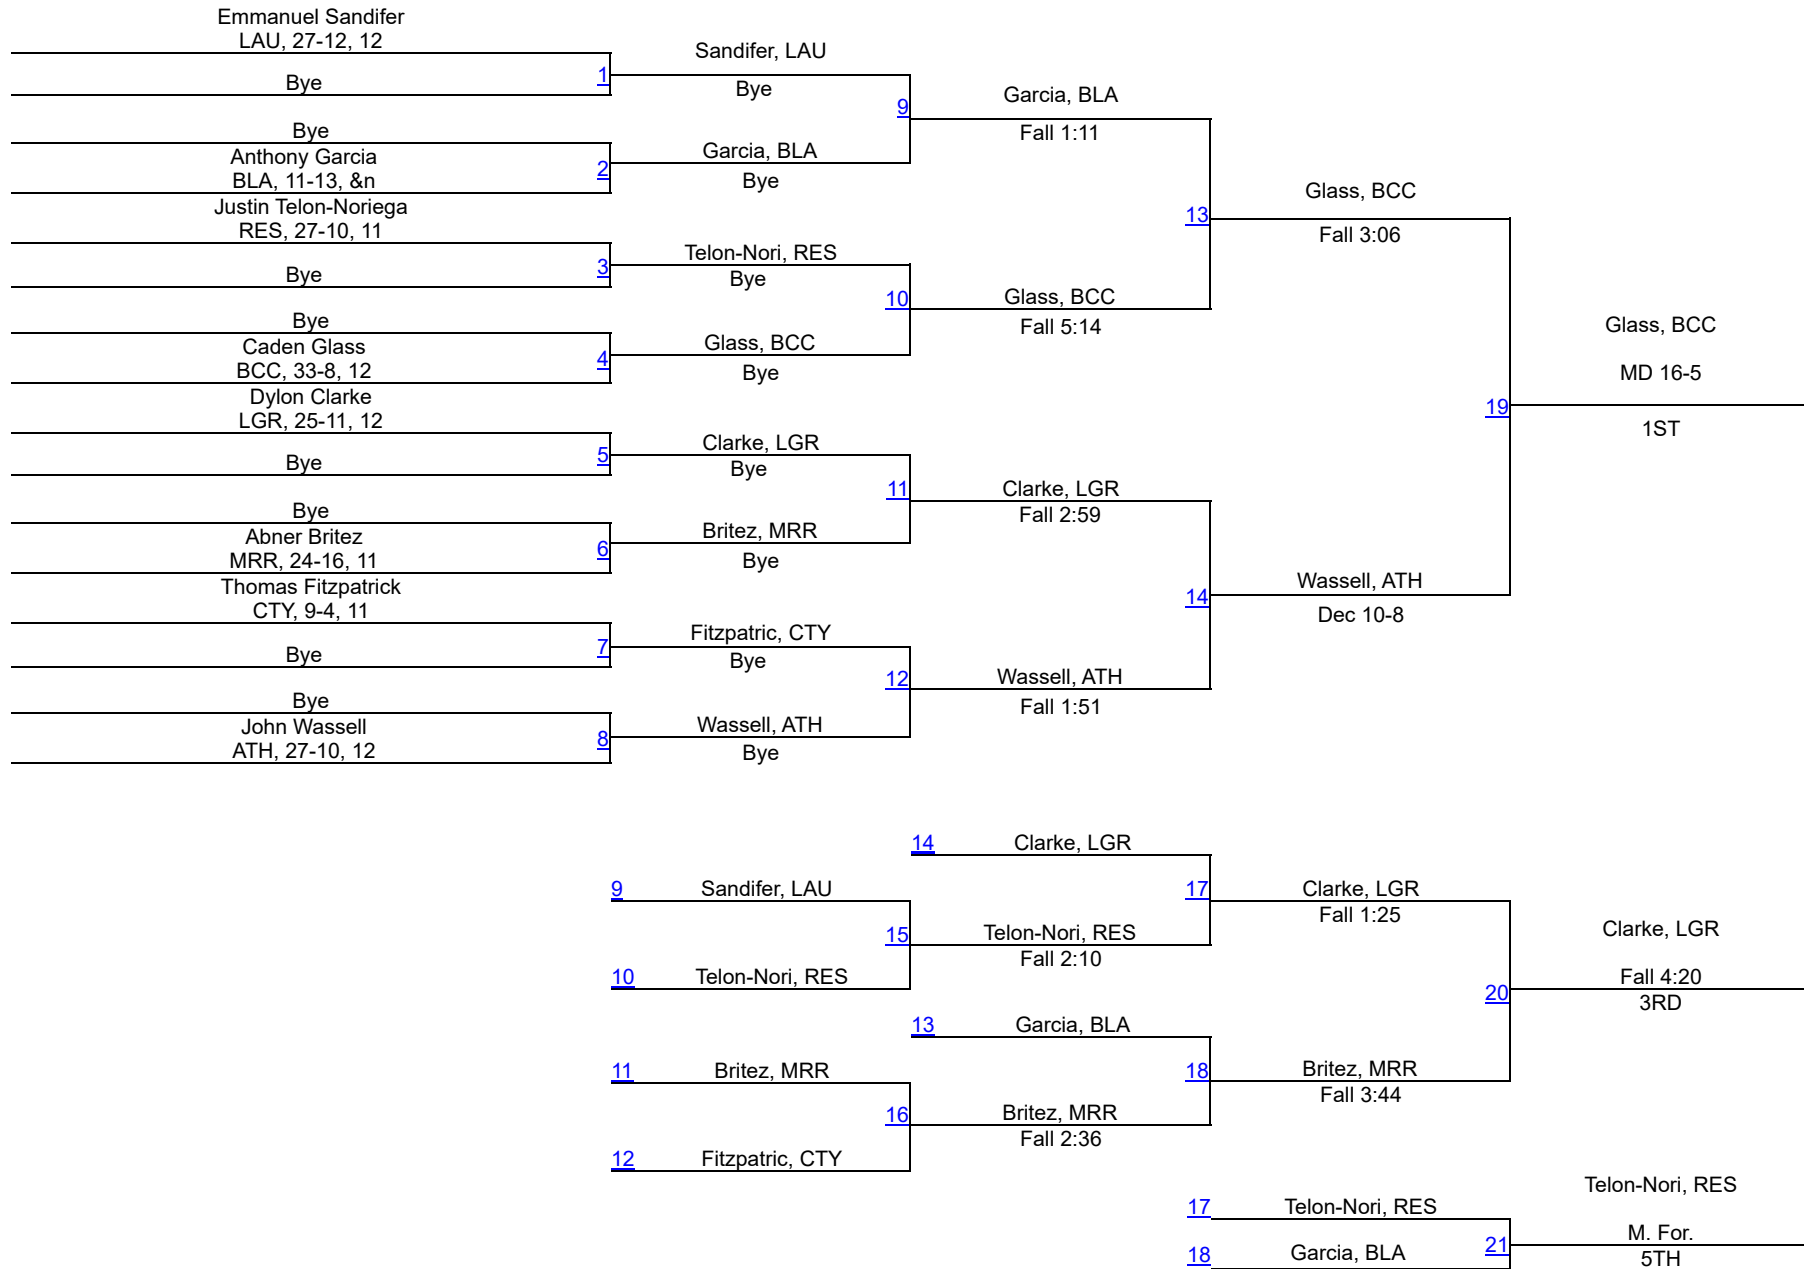 Emmanuel Sandifer
LAU, 27-12, 12
Bye
1
Bye
Anthony Garcia
BLA, 11-13, &n
2
Justin Telon-Noriega
RES, 27-10, 11
Bye
3
Bye
Caden Glass
BCC, 33-8, 12
4
Dylon Clarke
LGR, 25-11, 12
Bye
5
Bye
Abner Britez
MRR, 24-16, 11
6
Thomas Fitzpatrick
CTY, 9-4, 11
Bye
7
Bye
John Wassell
ATH, 27-10, 12
8
Sandifer, LAU
Bye
9
Garcia, BLA
Bye
Telon-Nori, RES
Bye
10
Glass, BCC
Bye
Clarke, LGR
Bye
11
Britez, MRR
Bye
Fitzpatric, CTY
Bye
12
Wassell, ATH
Bye
Garcia, BLA
Fall 1:11
13
Glass, BCC
Fall 5:14
Clarke, LGR
Fall 2:59
14
Wassell, ATH
Fall 1:51
Glass, BCC
Fall 3:06
19
Wassell, ATH
Dec 10-8
Glass, BCC
MD 16-5
1ST
9
Sandifer, LAU
15
10
Telon-Nori, RES
11
Britez, MRR
16
12
Fitzpatric, CTY
14
Clarke, LGR
17
Telon-Nori, RES
Fall 2:10
13
Garcia, BLA
18
Britez, MRR
Fall 2:36
Clarke, LGR
Fall 1:25
20
Britez, MRR
Fall 3:44
Clarke, LGR
Fall 4:20
3RD
17
Telon-Nori, RES
18
Garcia, BLA
21
Telon-Nori, RES
M. For.
5TH